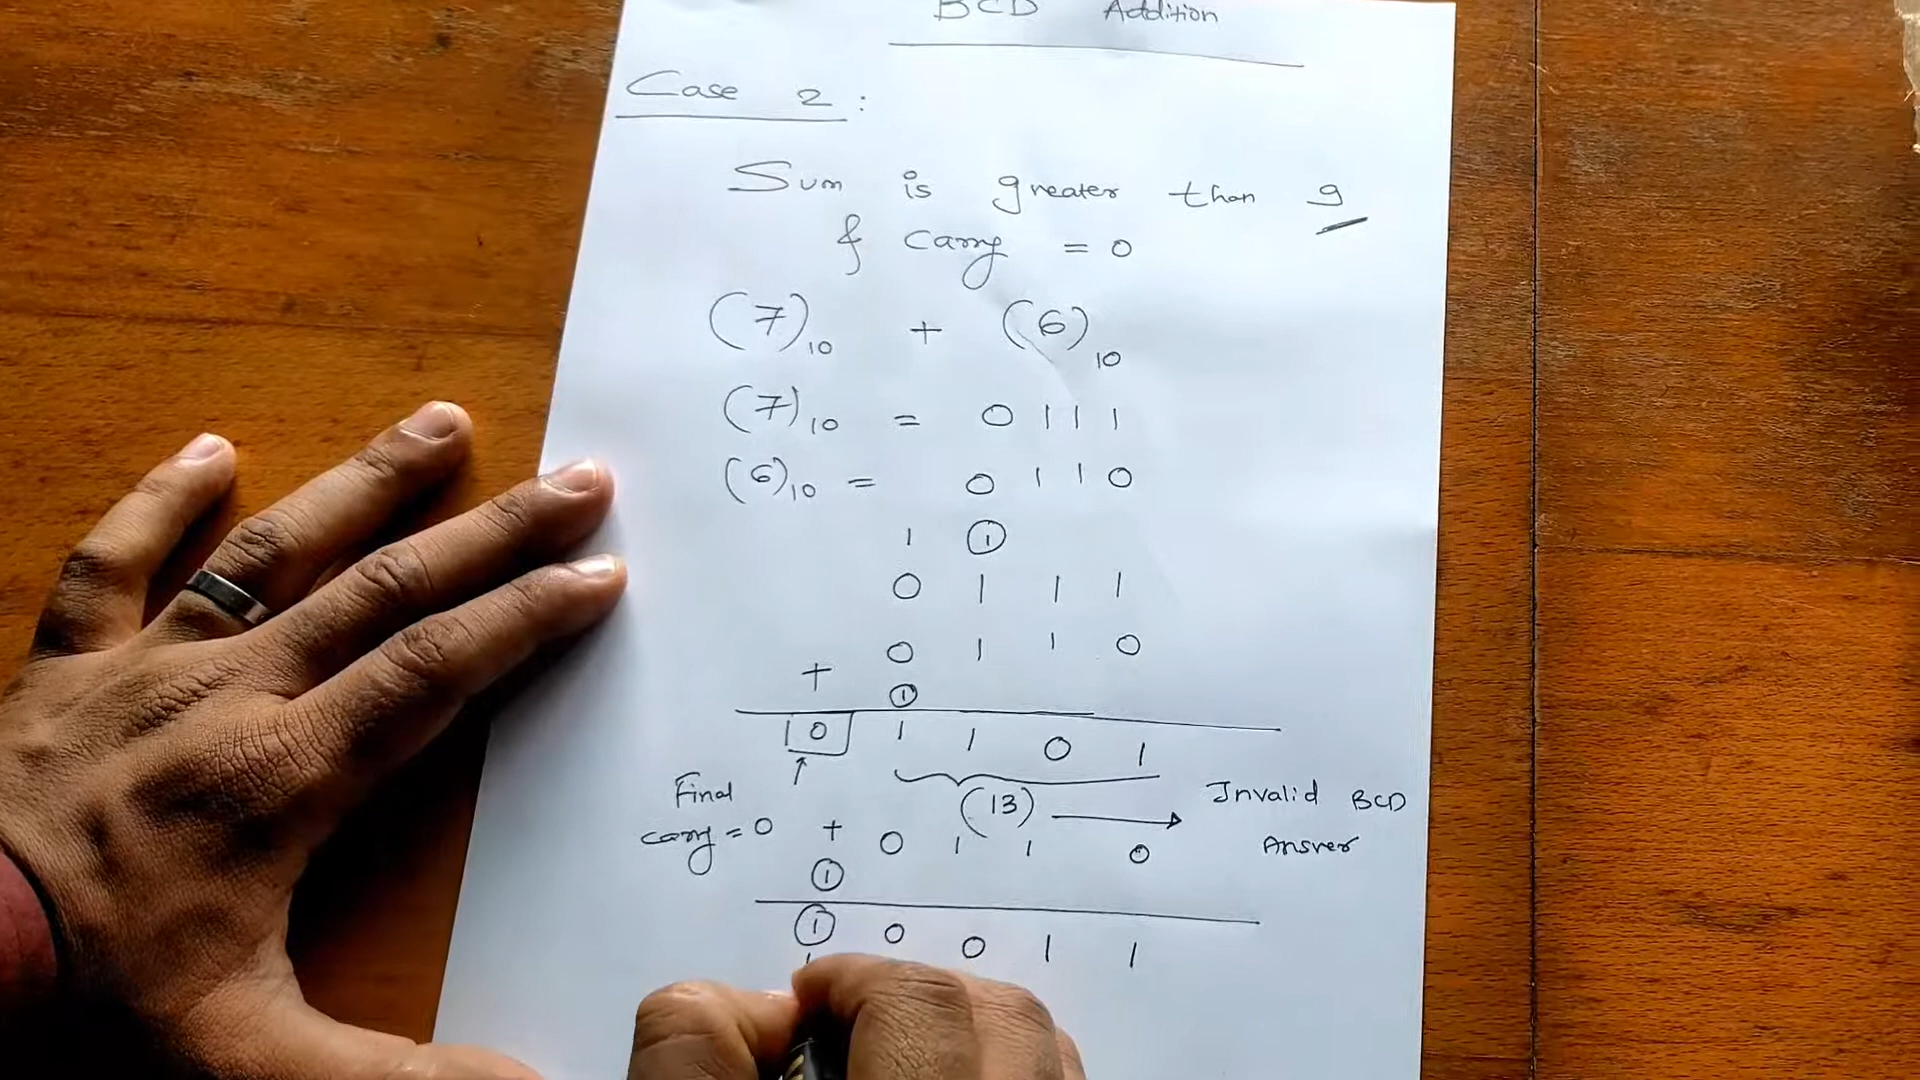 BCD Addition
Case 2 :
Sum is greater than 9
& carry = 0
(7)10 + (6)10
(7)10 = 0 1 1 1
(6)10 = 0 1 1 0
1 1
0 1 1 1
+ 0 1 1 0
1
1 0 1 1 0 1
Final carry = 0
(13) → Invalid BCD Answer
+ 0 1 1 0
1
1 0 0 1 1